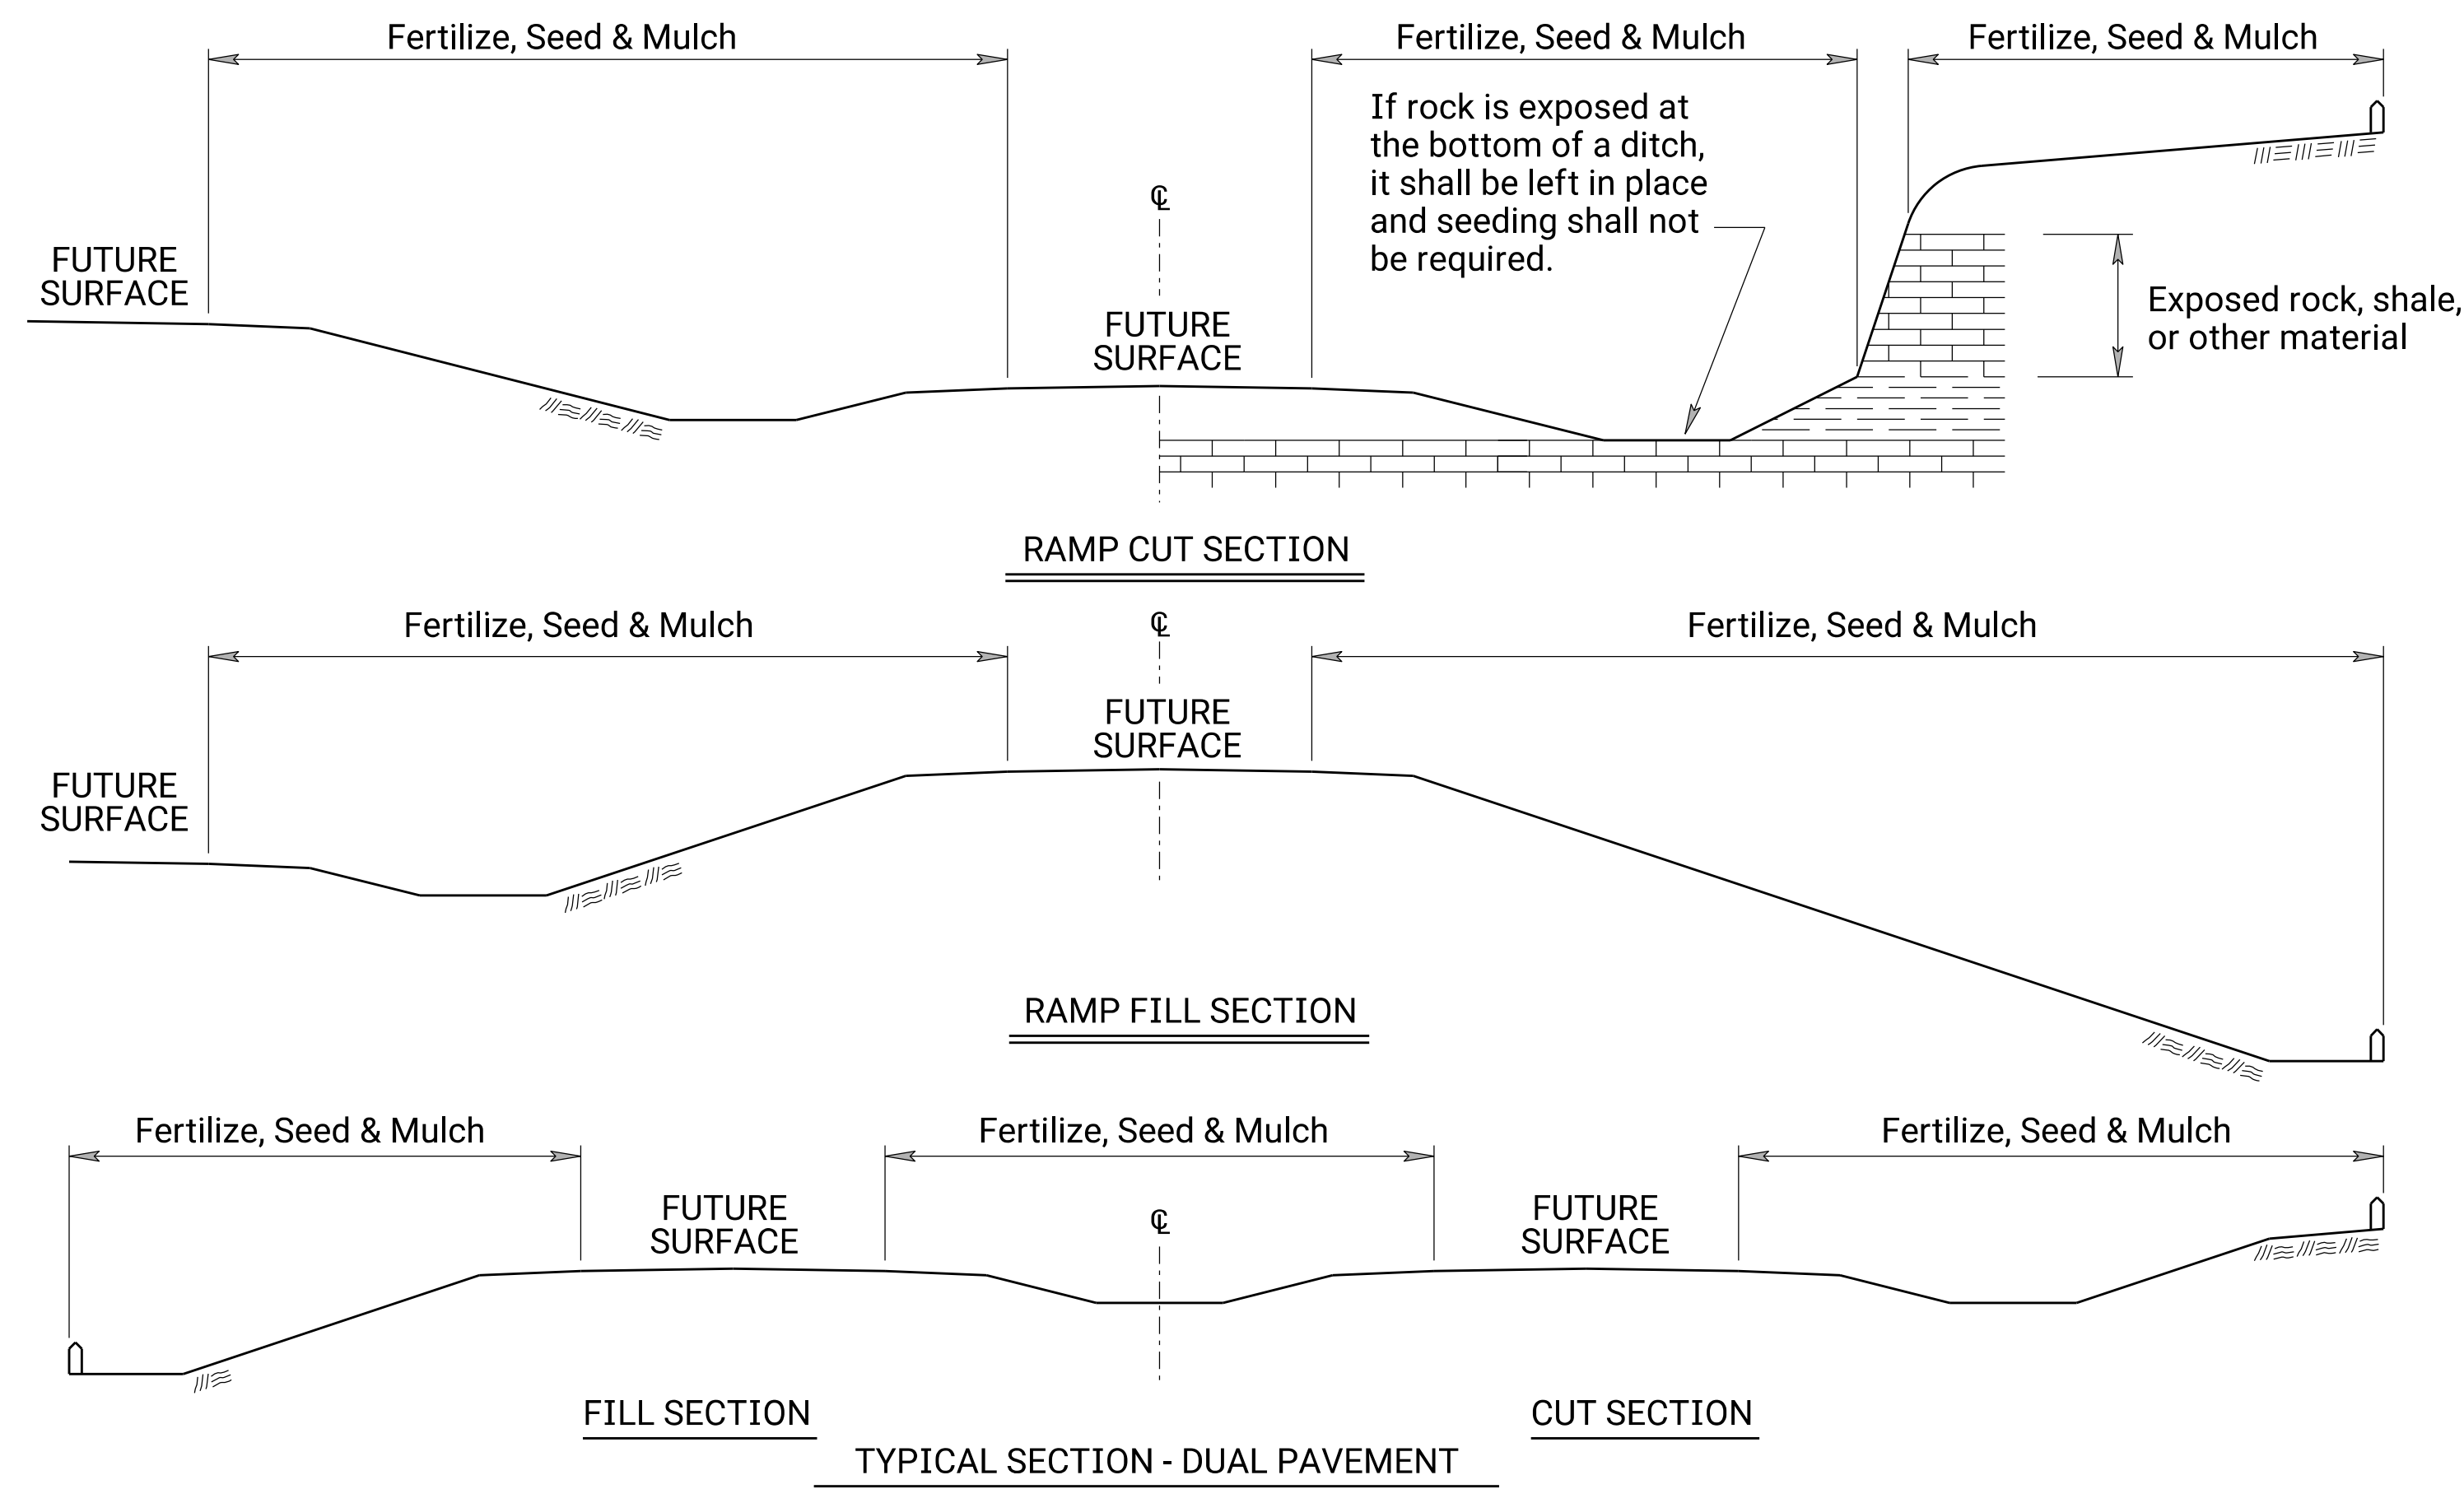 Fertilize, Seed & Mulch
Fertilize, Seed & Mulch
Fertilize, Seed & Mulch
If rock is exposed at
the bottom of a ditch,
it shall be left in place
and seeding shall not
be required.
℄
FUTURE
SURFACE
FUTURE
SURFACE
Exposed rock, shale,
or other material
RAMP CUT SECTION
Fertilize, Seed & Mulch
℄
Fertilize, Seed & Mulch
FUTURE
SURFACE
FUTURE
SURFACE
RAMP FILL SECTION
Fertilize, Seed & Mulch
Fertilize, Seed & Mulch
Fertilize, Seed & Mulch
FUTURE
SURFACE
℄
FUTURE
SURFACE
FILL SECTION
CUT SECTION
TYPICAL SECTION - DUAL PAVEMENT